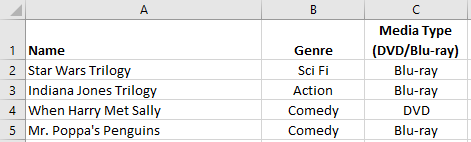 A B C
Media Type
1 Name Genre (DVD/Blu-ray)
2 Star Wars Trilogy Sci Fi Blu-ray
3 Indiana Jones Trilogy Action Blu-ray
4 When Harry Met Sally Comedy DVD
5 Mr. Poppa's Penguins Comedy Blu-ray